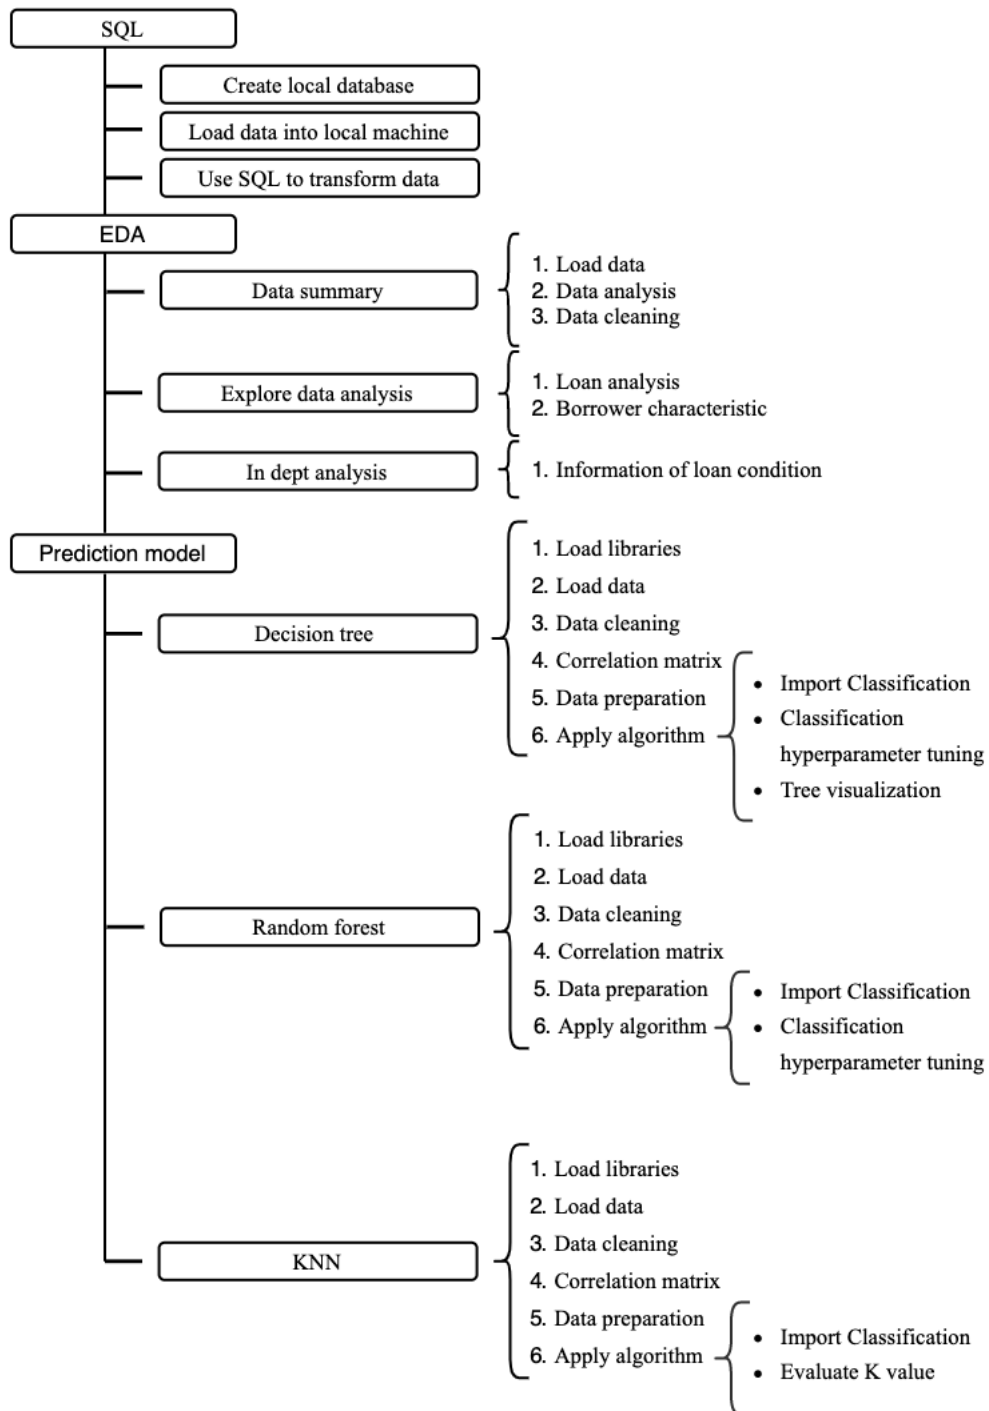 SQL
Create local database
Load data into local machine
Use SQL to transform data
EDA
Data summary
1. Load data
2. Data analysis
3. Data cleaning
Explore data analysis
1. Loan analysis
2. Borrower characteristic
In dept analysis
1. Information of loan condition
Prediction model
Decision tree
1. Load libraries
2. Load data
3. Data cleaning
4. Correlation matrix
5. Data preparation
6. Apply algorithm
• Import Classification
• Classification
hyperparameter tuning
• Tree visualization
Random forest
1. Load libraries
2. Load data
3. Data cleaning
4. Correlation matrix
5. Data preparation
6. Apply algorithm
• Import Classification
• Classification
hyperparameter tuning
KNN
1. Load libraries
2. Load data
3. Data cleaning
4. Correlation matrix
5. Data preparation
6. Apply algorithm
• Import Classification
• Evaluate K value